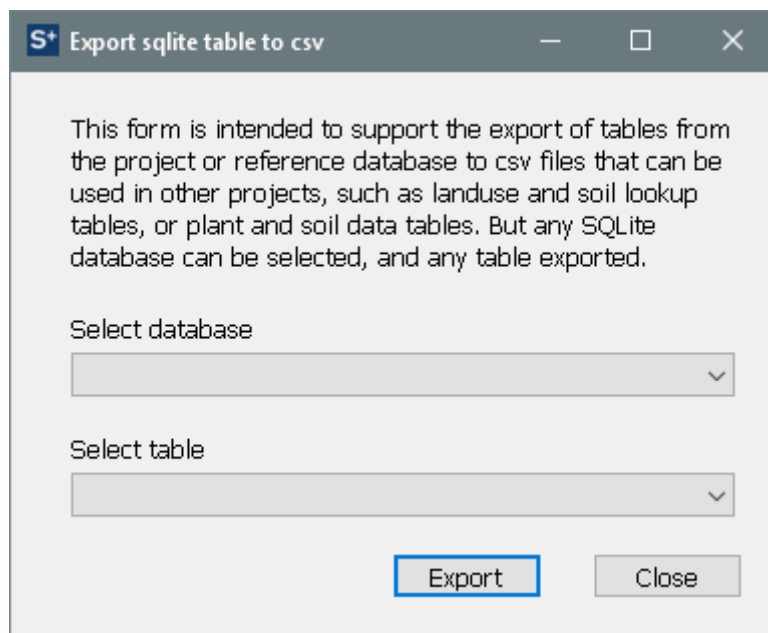 S+ Export sqlite table to csv
This form is intended to support the export of tables from
the project or reference database to csv files that can be
used in other projects, such as landuse and soil lookup
tables, or plant and soil data tables. But any SQLite
database can be selected, and any table exported.
Select database
Select table
Export Close